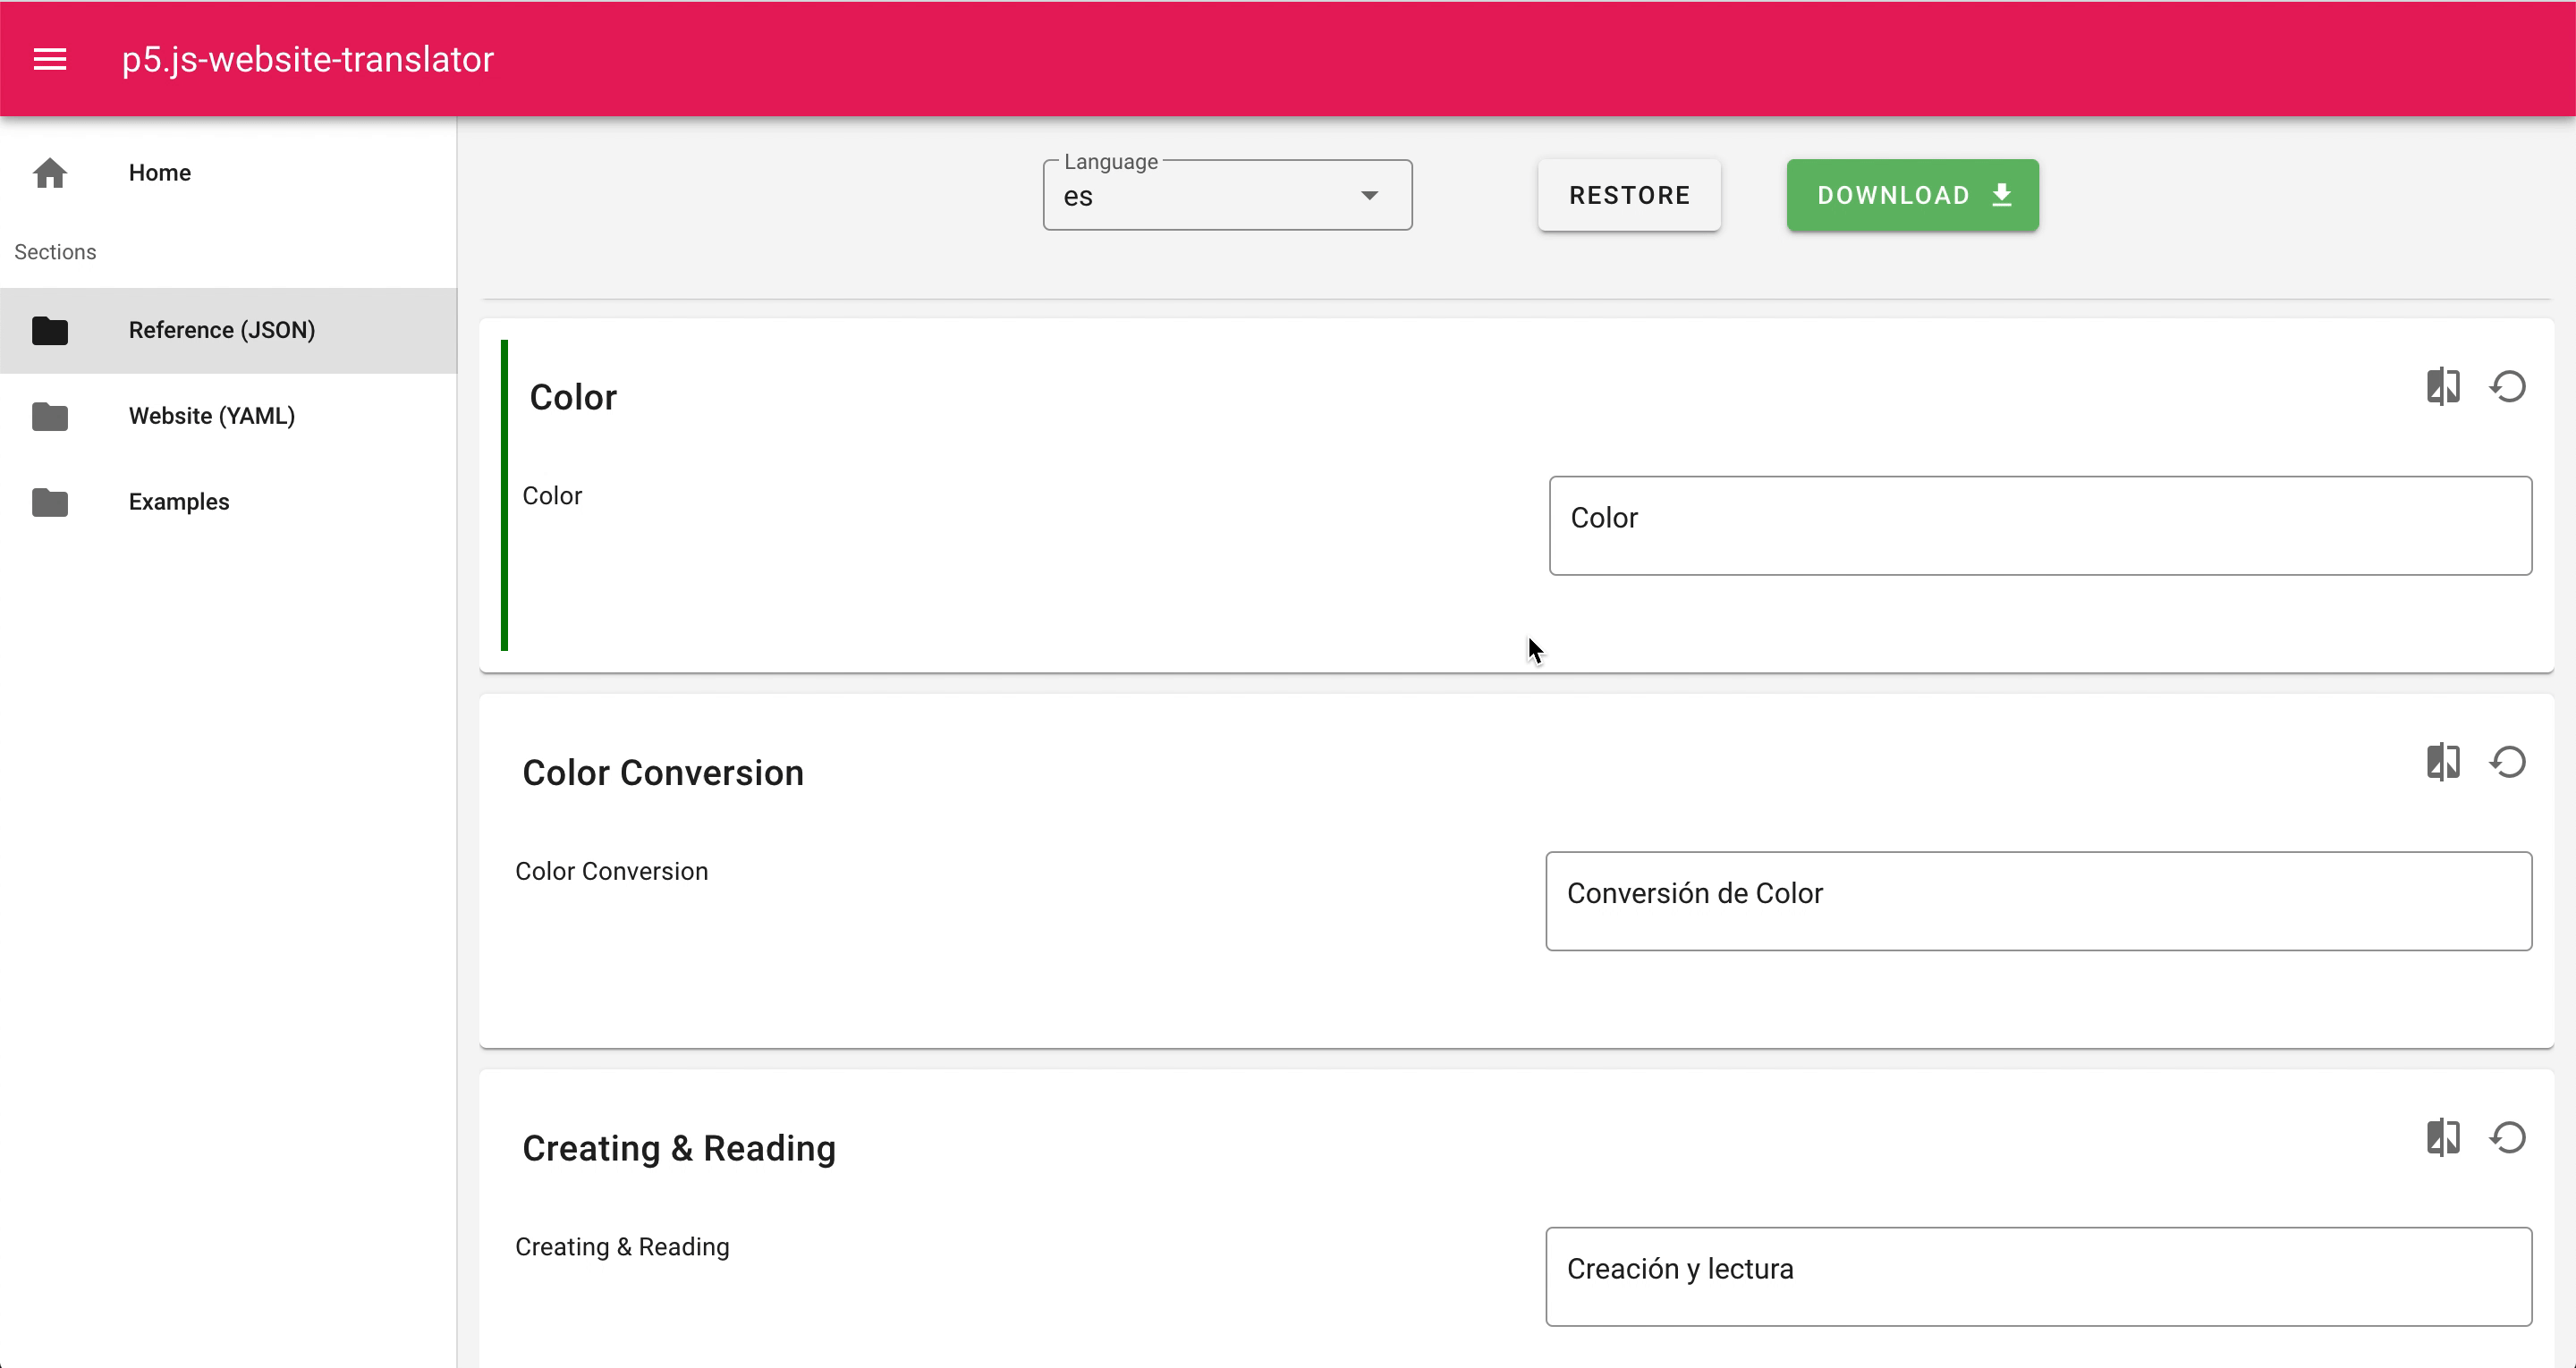 p5.js-website-translator
Home
Sections
Reference (JSON)
Website (YAML)
Examples
Language
es
RESTORE
DOWNLOAD
Color
Color
Color
Color Conversion
Color Conversion
Conversión de Color
Creating & Reading
Creating & Reading
Creación y lectura